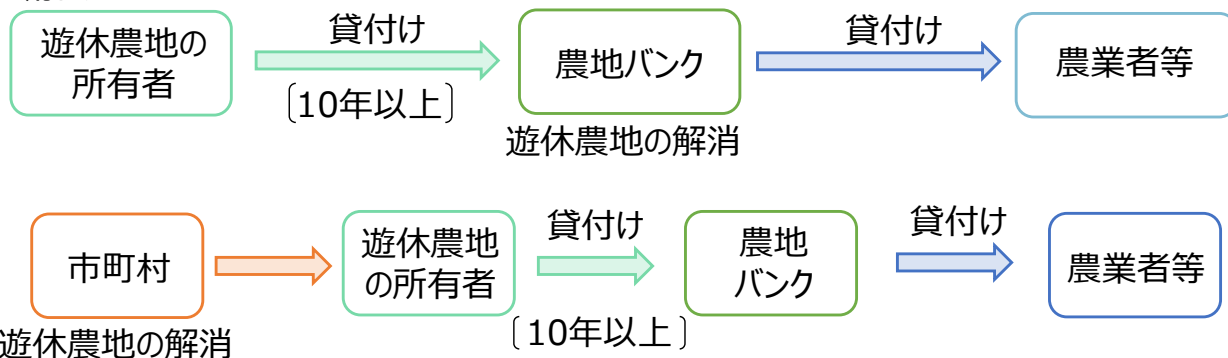 遊休農地の
所有者
貸付け
〔10年以上〕
農地バンク
遊休農地の解消
貸付け
農業者等
市町村
遊休農地の解消
遊休農地
の所有者
貸付け
〔10年以上〕
農地
バンク
貸付け
農業者等